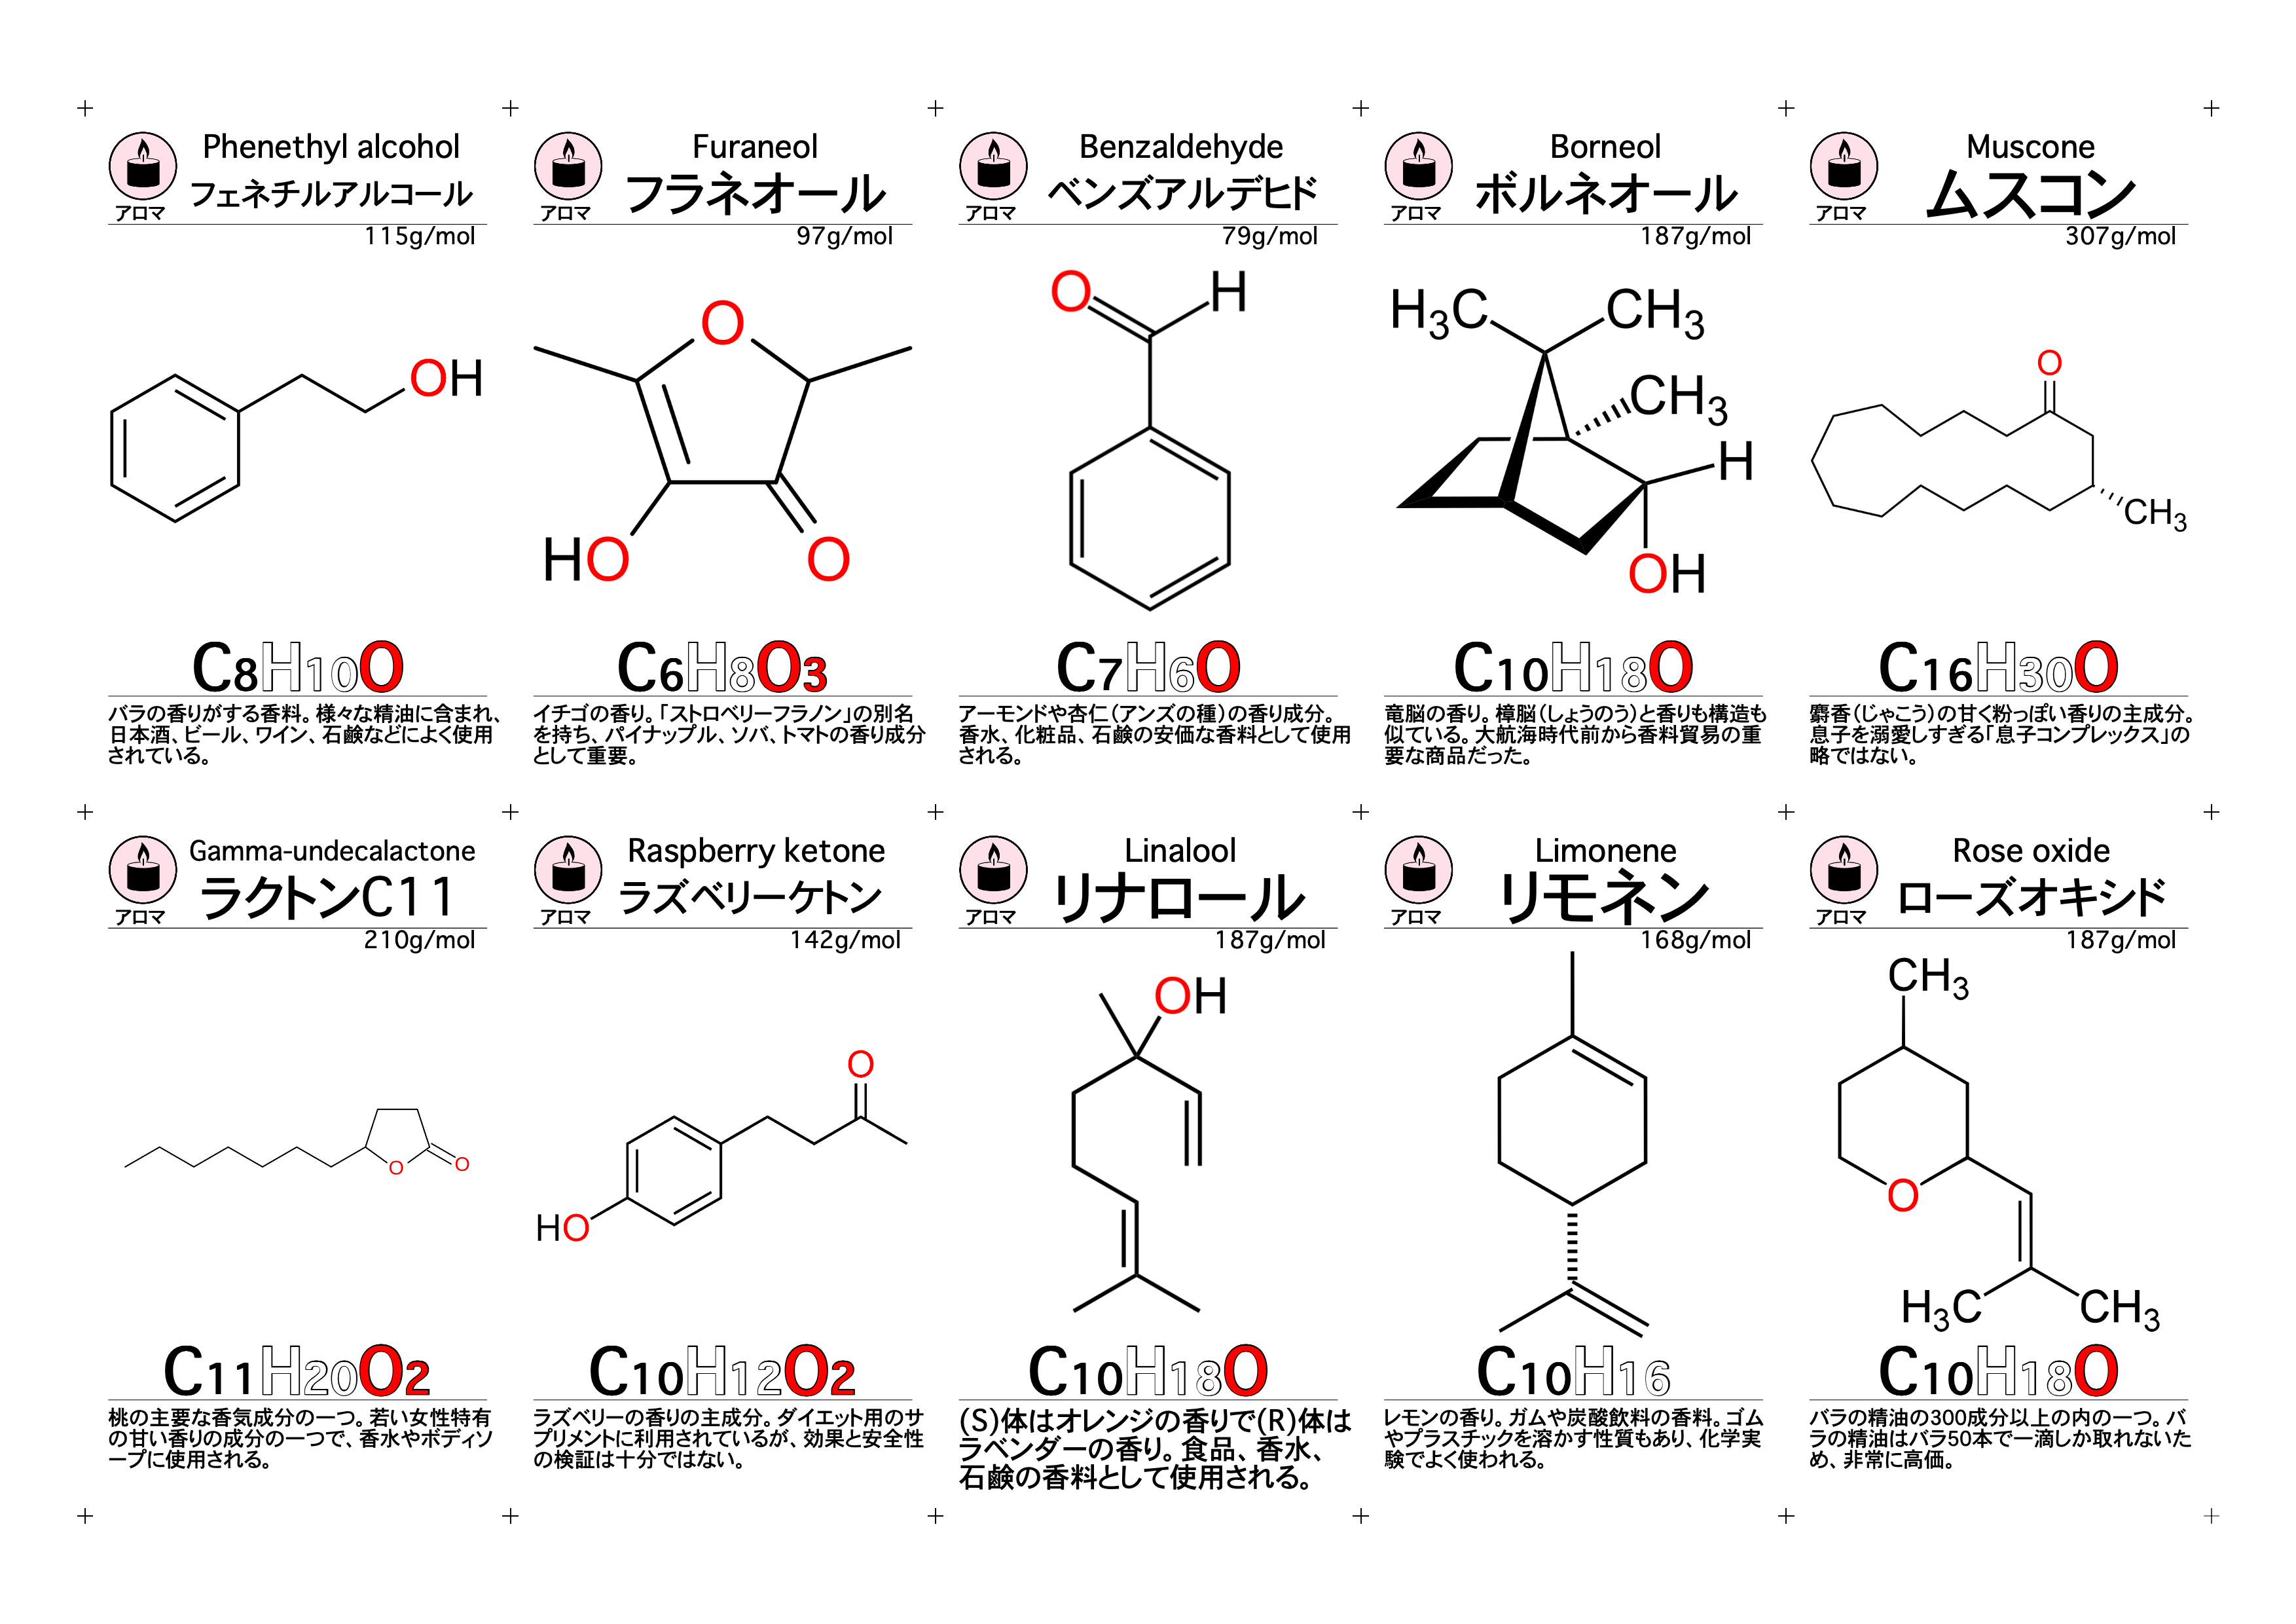 Phenethyl alcohol
フェネチルアルコール
アロマ
115g/mol
OH
C8H10O
バラの香りがする香料。様々な精油に含まれ、
日本酒、ビール、ワイン、石鹸などによく使用
されている。
Furaneol
フラネオール
アロマ
97g/mol
O
HO
O
C6H8O3
イチゴの香り。「ストロベリーフラノン」の別名
を持ち、パイナップル、ソバ、トマトの香り成分
として重要。
Benzaldehyde
ベンズアルデヒド
アロマ
79g/mol
O
H
C7H6O
アーモンドや杏仁(アンズの種)の香り成分。
香水、化粧品、石鹸の安価な香料として使用
される。
Borneol
ボルネオール
アロマ
187g/mol
H3C
CH3
CH3
H
OH
C10H18O
竜脳の香り。樟脳(しょうのう)と香りも構造も
似ている。大航海時代前から香料貿易の重
要な商品だった。
Muscone
ムスコン
アロマ
307g/mol
O
CH3
C16H30O
麝香(じゃこう)の甘く粉っぽい香りの主成分。
息子を溺愛しすぎる「息子コンプレックス」の
略ではない。
Gamma-undecalactone
ラクトンC11
アロマ
210g/mol
O
O
C11H20O2
桃の主要な香気成分の一つ。若い女性特有
の甘い香りの成分の一つで、香水やボディソ
ープに使用される。
Raspberry ketone
ラズベリーケトン
アロマ
142g/mol
O
HO
C10H12O2
ラズベリーの香りの主成分。ダイエット用のサ
プリメントに利用されているが、効果と安全性
の検証は十分ではない。
Linalool
リナロール
アロマ
187g/mol
OH
C10H18O
(S)体はオレンジの香りで(R)体は
ラベンダーの香り。食品、香水、
石鹸の香料として使用される。
Limonene
リモネン
アロマ
168g/mol
C10H16
レモンの香り。ガムや炭酸飲料の香料。ゴム
やプラスチックを溶かす性質もあり、化学実
験でよく使われる。
Rose oxide
ローズオキシド
アロマ
187g/mol
CH3
O
H3C
CH3
C10H18O
バラの精油の300成分以上の内の一つ。バ
ラの精油はバラ50本で一滴しか取れないた
め、非常に高価。